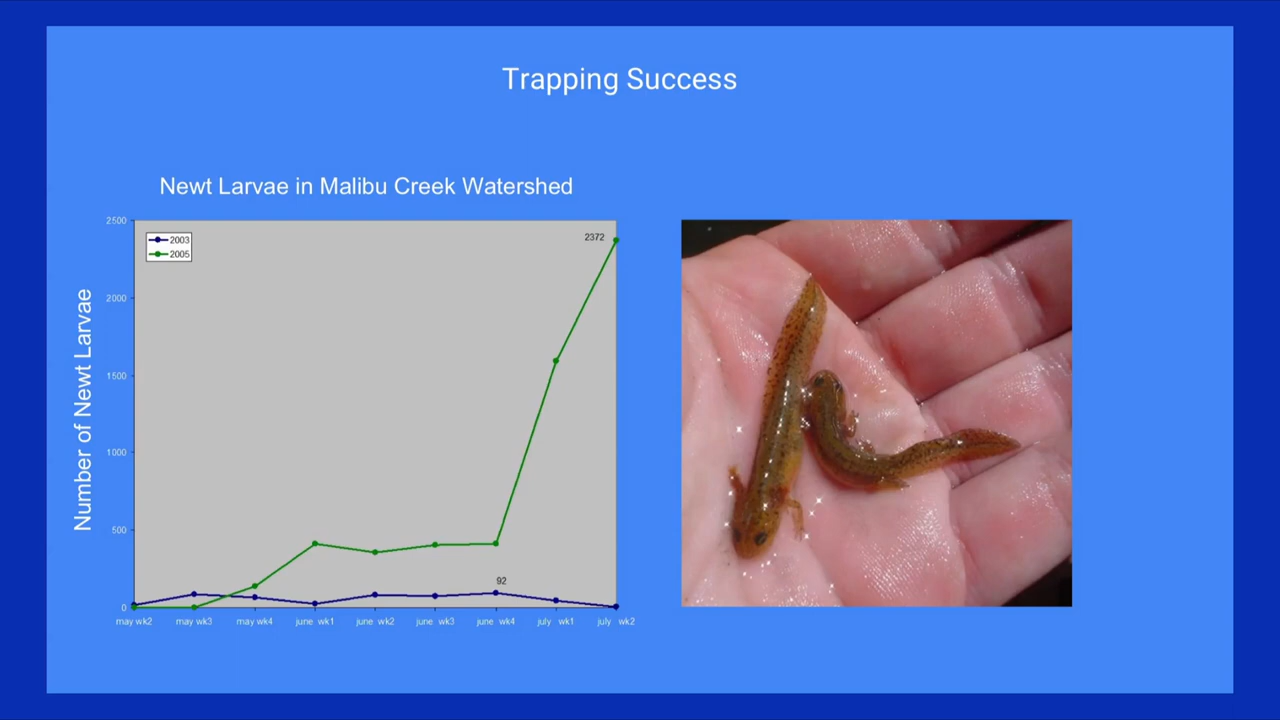 Trapping Success
Newt Larvae in Malibu Creek Watershed
Number of Newt Larvae
2500
2000
1500
1000
500
0
2003
2005
2372
92
may wk2
may wk3
may wk4
june wk1
june wk2
june wk3
june wk4
july wk1
july wk2